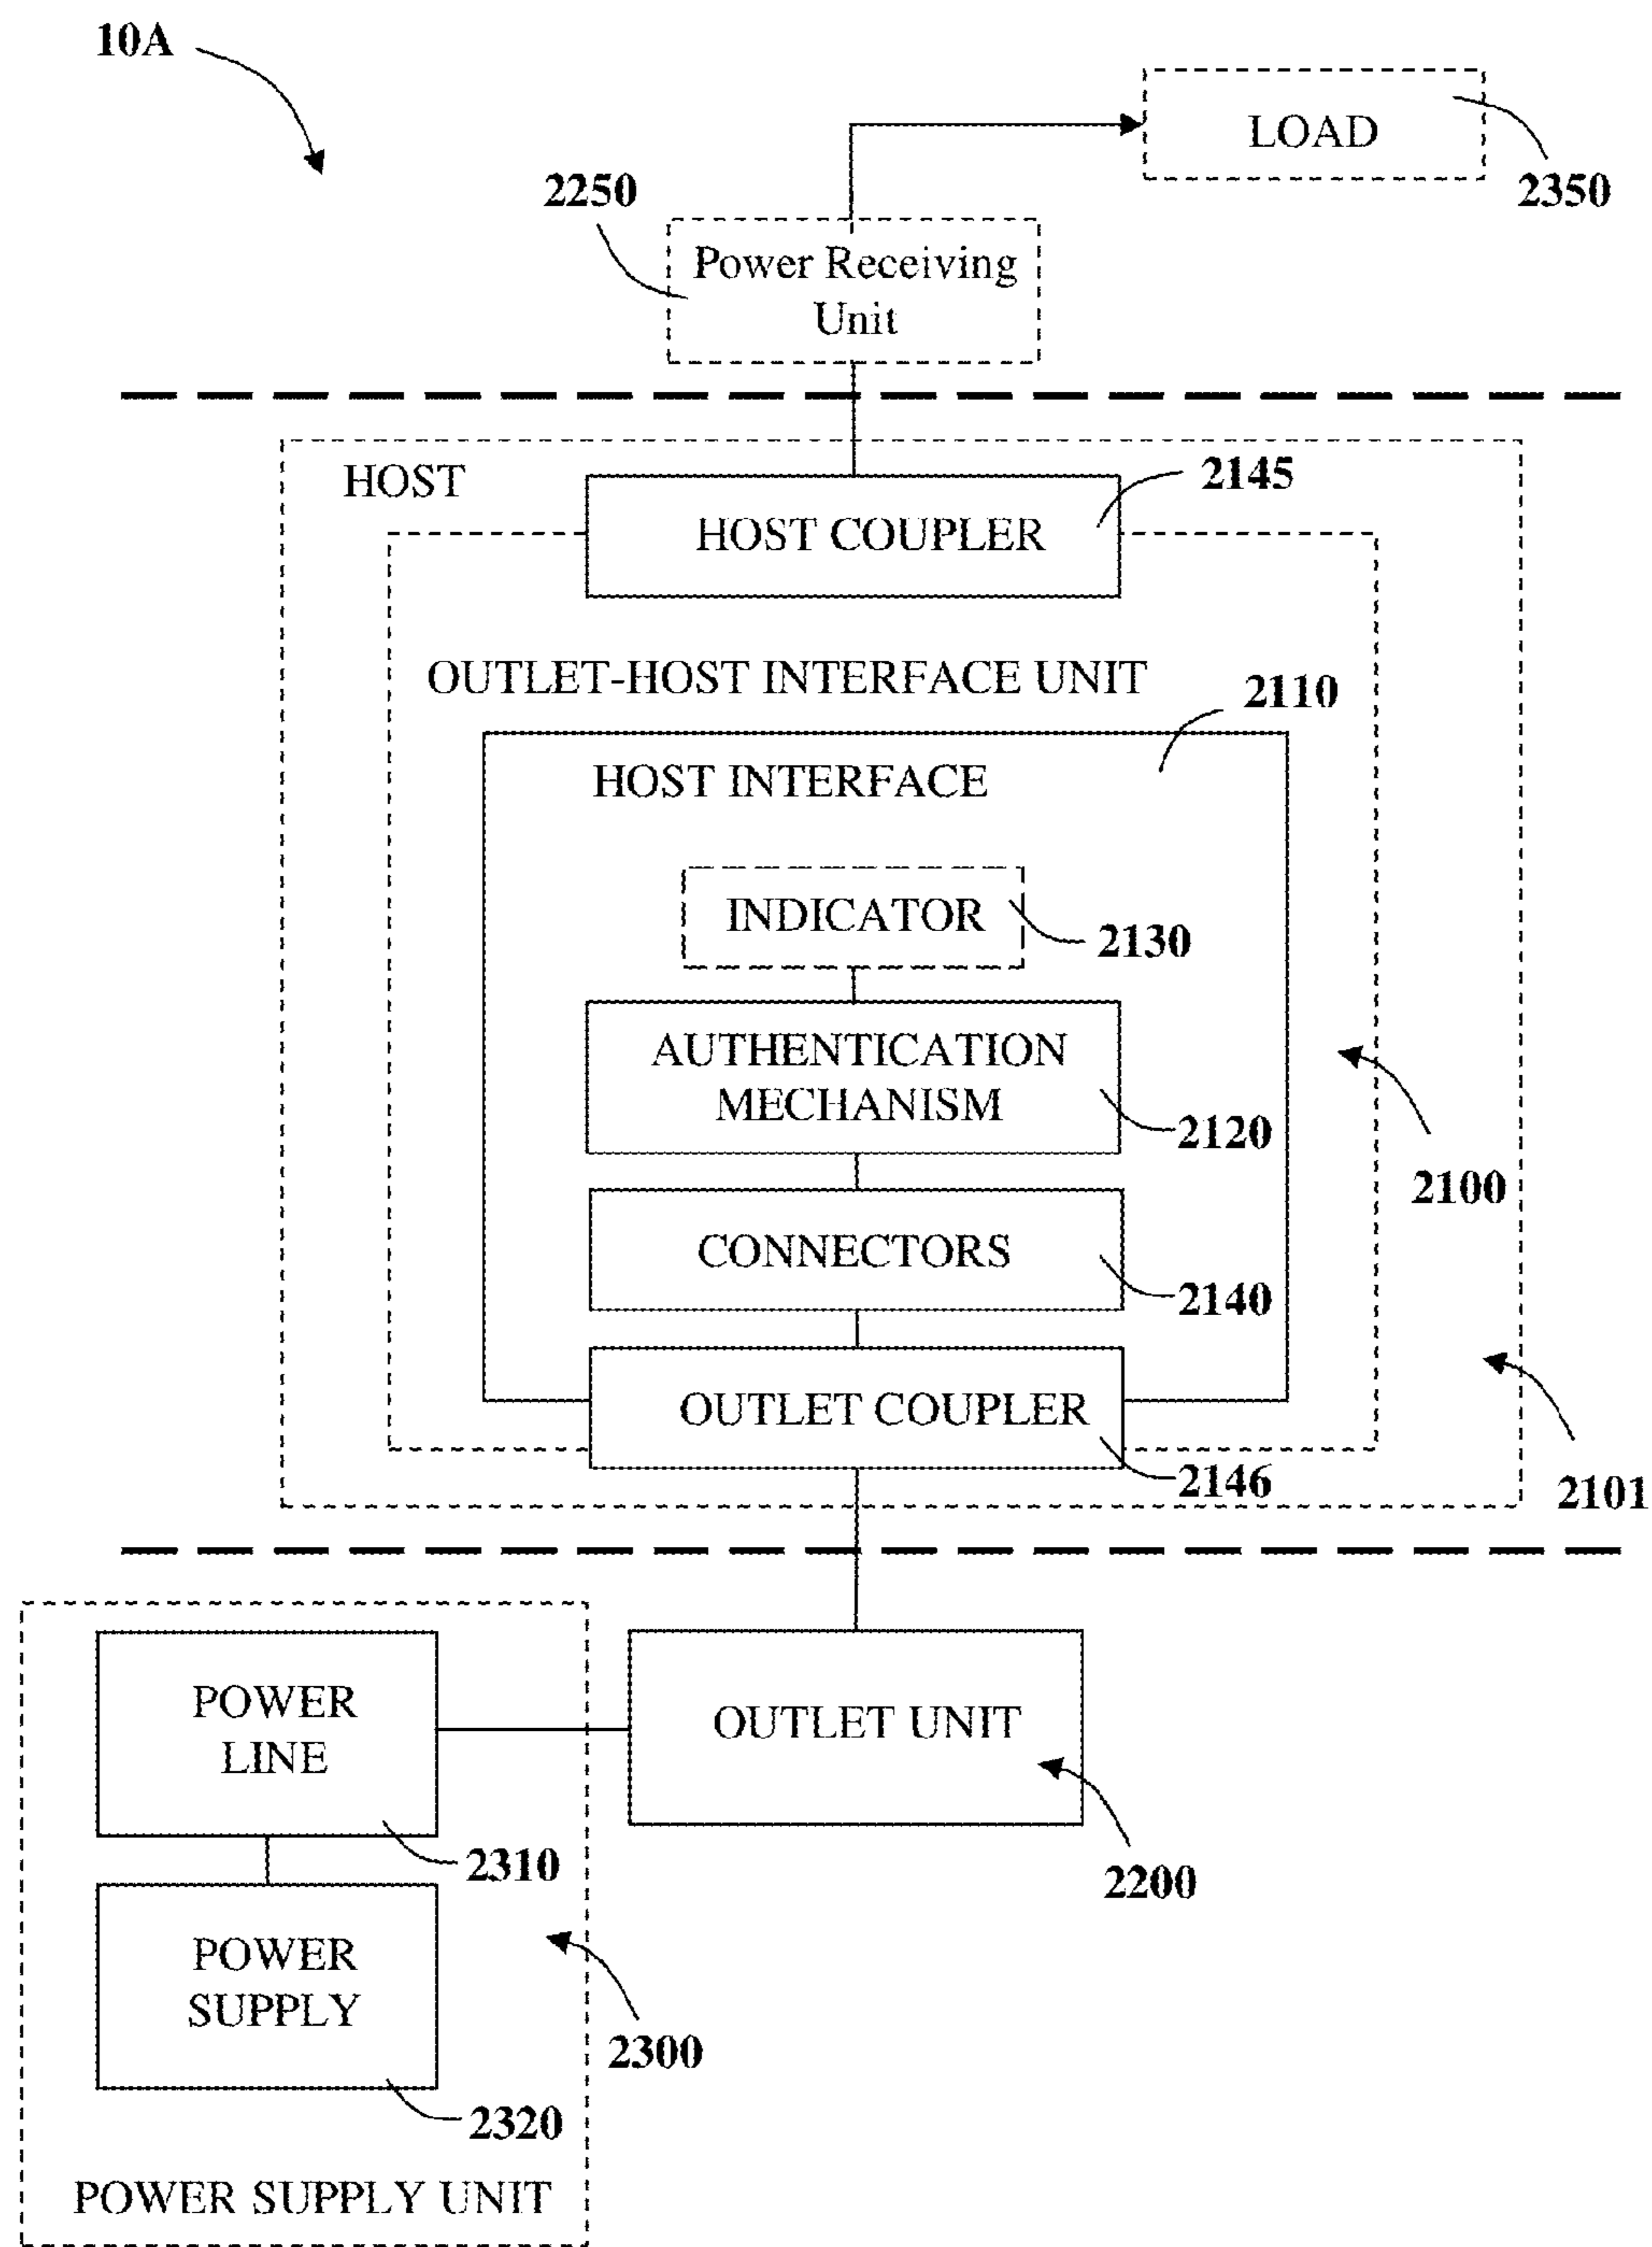 10A
LOAD
2350
2250
Power Receiving
Unit
HOST
2145
HOST COUPLER
OUTLET-HOST INTERFACE UNIT
2110
HOST INTERFACE
INDICATOR
2130
AUTHENTICATION
MECHANISM
2120
2100
CONNECTORS
2140
OUTLET COUPLER
2146
2101
POWER
LINE
OUTLET UNIT
2310
2200
POWER
SUPPLY
2300
2320
POWER SUPPLY UNIT